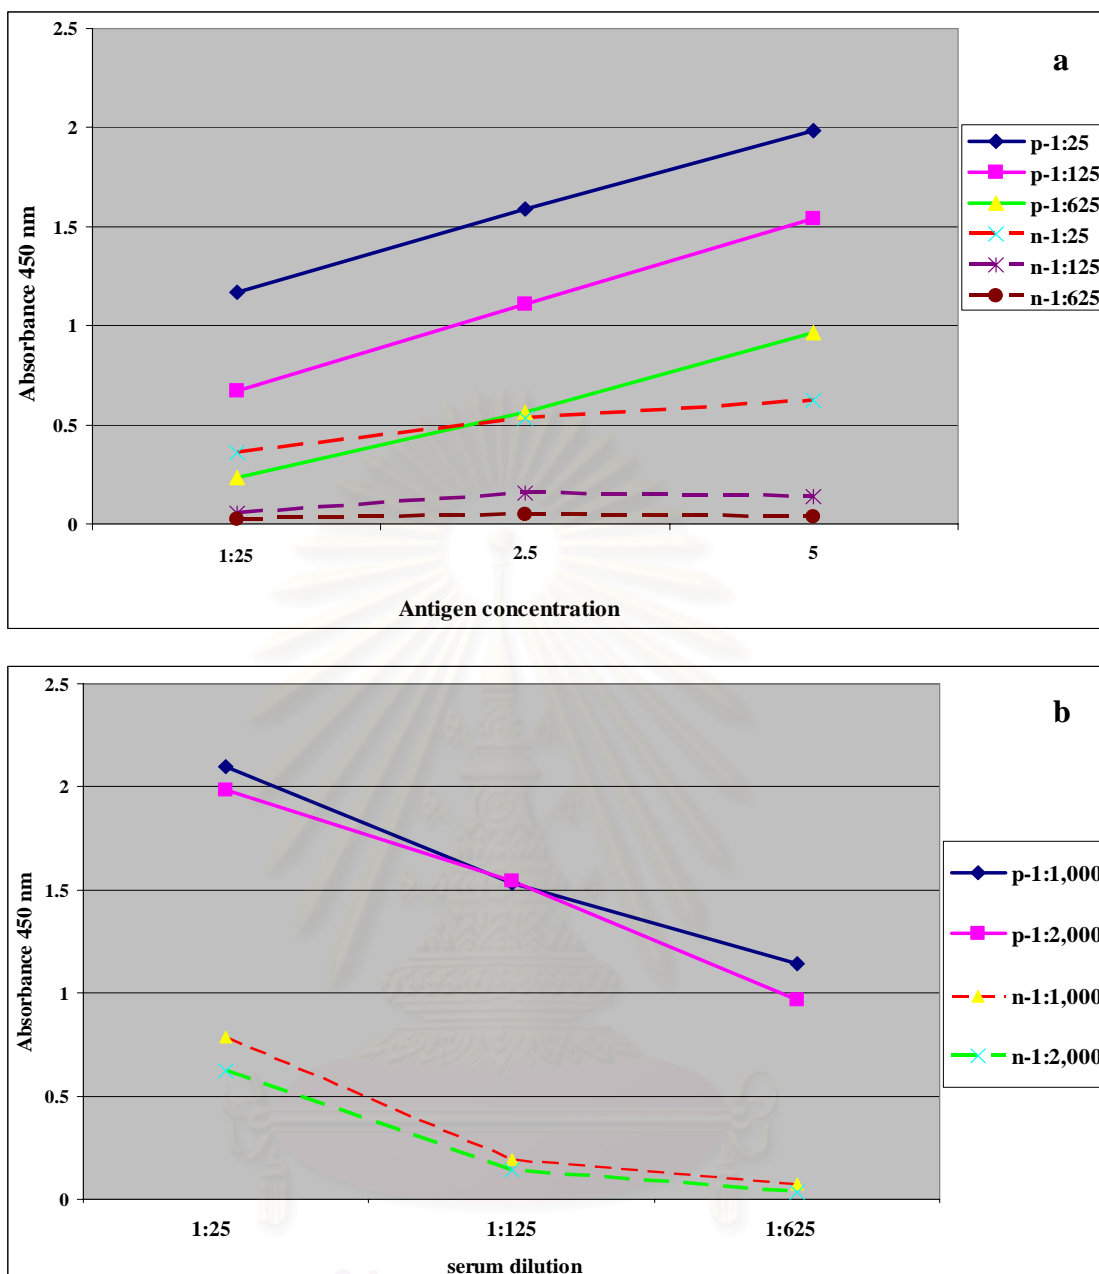 a
2.5
2
1.5
1
0.5
0
Absorbance 450 nm
1:25
2.5
5
Antigen concentration
p-1:25
p-1:125
p-1:625
n-1:25
n-1:125
n-1:625
b
2.5
2
1.5
1
0.5
0
Absorbance 450 nm
1:25
1:125
1:625
serum dilution
p-1:1,000
p-1:2,000
n-1:1,000
n-1:2,000